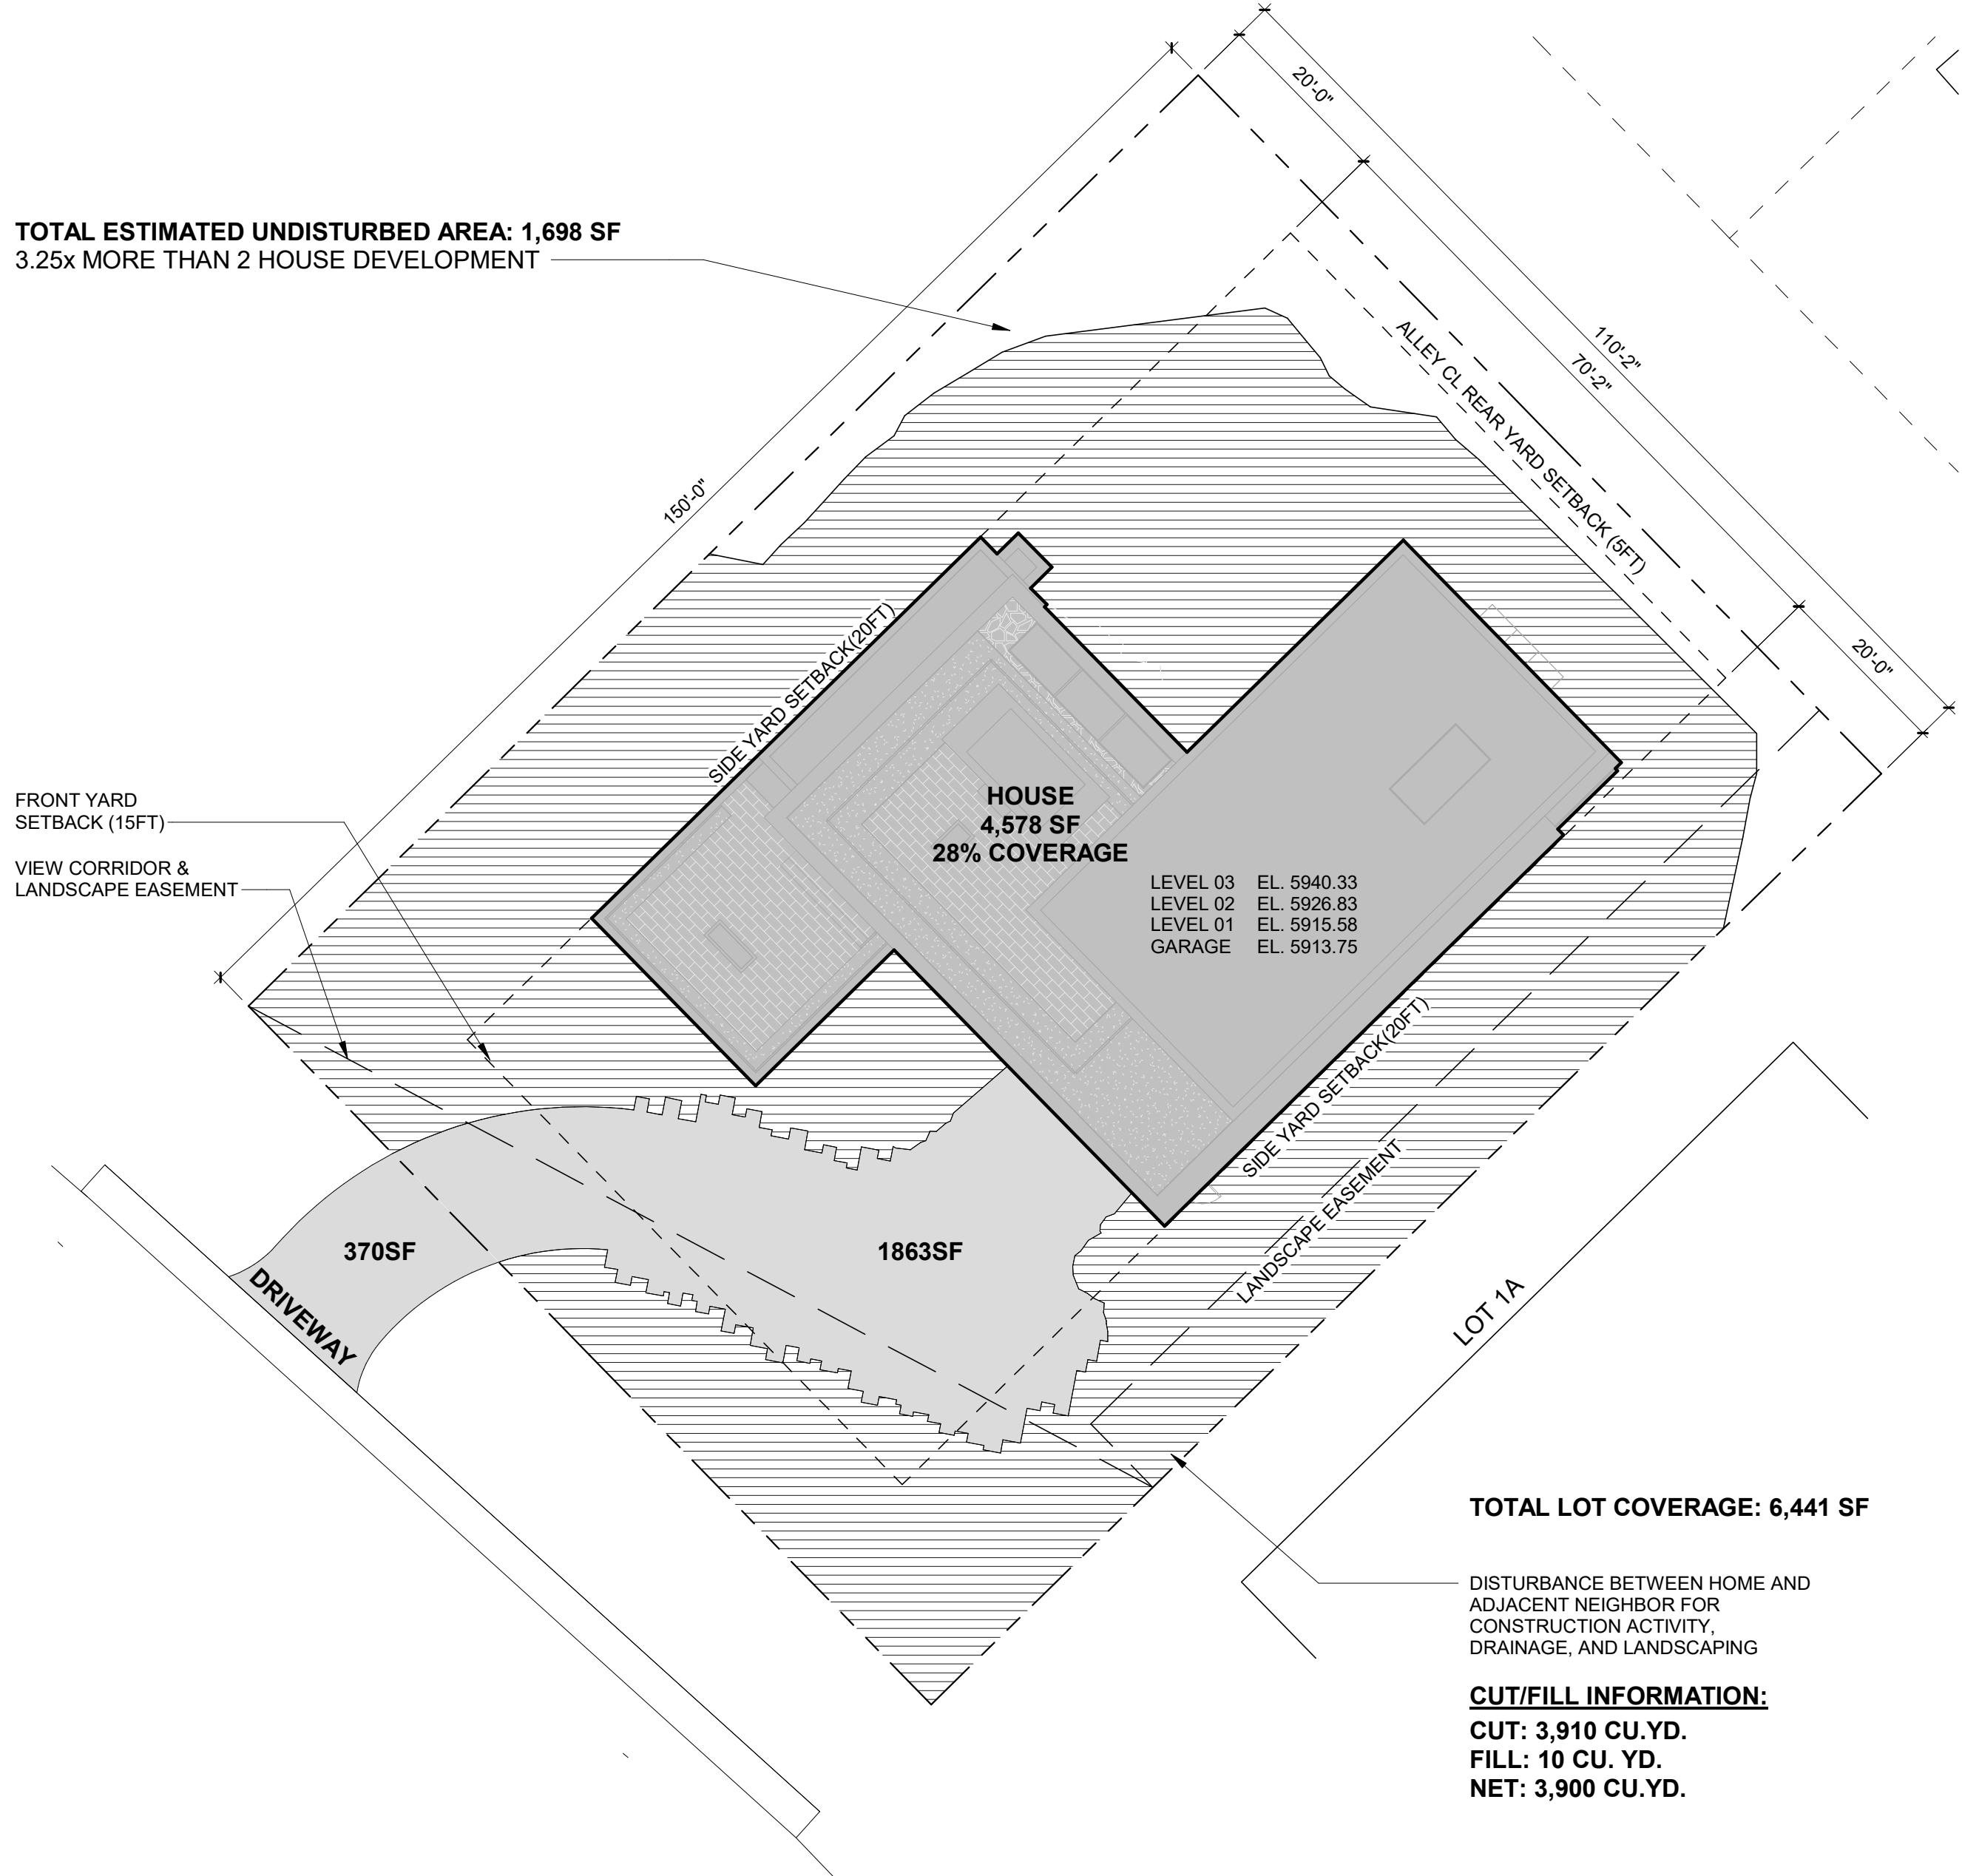 20'-0"
110'-2"
70'-2"
20'-0"
150'-0"
TOTAL ESTIMATED UNDISTURBED AREA: 1,698 SF
3.25x MORE THAN 2 HOUSE DEVELOPMENT
ALLEY CL REAR YARD SETBACK (5FT)
SIDE YARD SETBACK(20FT)
FRONT YARD
SETBACK (15FT)
VIEW CORRIDOR &
LANDSCAPE EASEMENT
HOUSE
4,578 SF
28% COVERAGE
LEVEL 03 EL. 5940.33
LEVEL 02 EL. 5926.83
LEVEL 01 EL. 5915.58
GARAGE EL. 5913.75
SIDE YARD SETBACK(20FT)
LANDSCAPE EASEMENT
370SF
1863SF
DRIVEWAY
LOT 1A
TOTAL LOT COVERAGE: 6,441 SF
DISTURBANCE BETWEEN HOME AND
ADJACENT NEIGHBOR FOR
CONSTRUCTION ACTIVITY,
DRAINAGE, AND LANDSCAPING
CUT/FILL INFORMATION:
CUT: 3,910 CU.YD.
FILL: 10 CU. YD.
NET: 3,900 CU.YD.